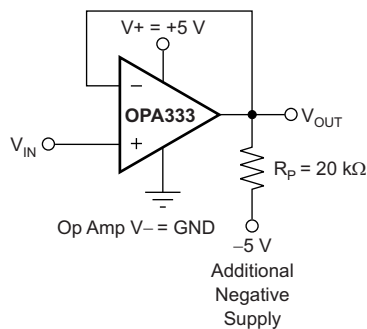 V+ = +5 V
−
OPA333
+
V_IN
V_OUT
R_P = 20 kΩ
Op Amp V− = GND
−5 V
Additional
Negative
Supply